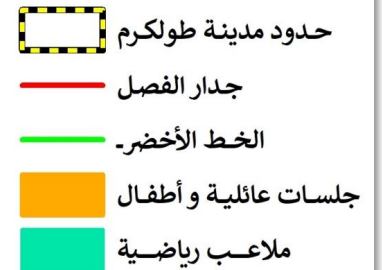 حدود مدينة طولكرم
جدار الفصل
الخط الأخضر
جلسات عائلية و أطفال
ملاعب رياضية